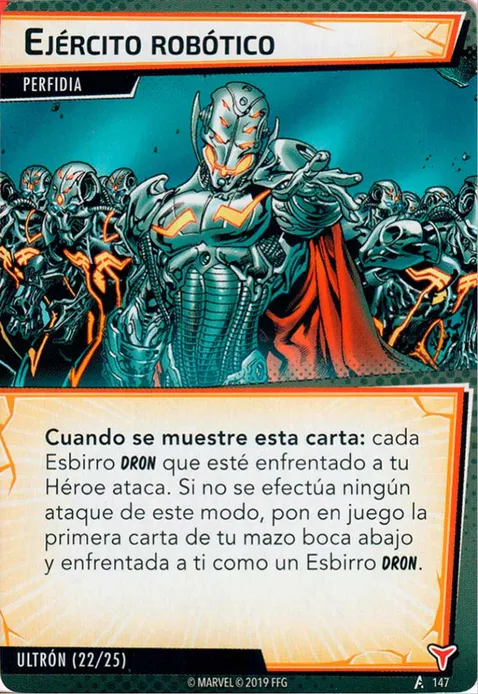 EJÉRCITO ROBÓTICO
PERFIDIA
Cuando se muestre esta carta: cada
Esbirro DRON que esté enfrentado a tu
Héroe ataca. Si no se efectúa ningún
ataque de este modo, pon en juego la
primera carta de tu mazo boca abajo
y enfrentada a ti como un Esbirro DRON.
ULTRÓN (22/25)
© MARVEL © 2019 FFG
147